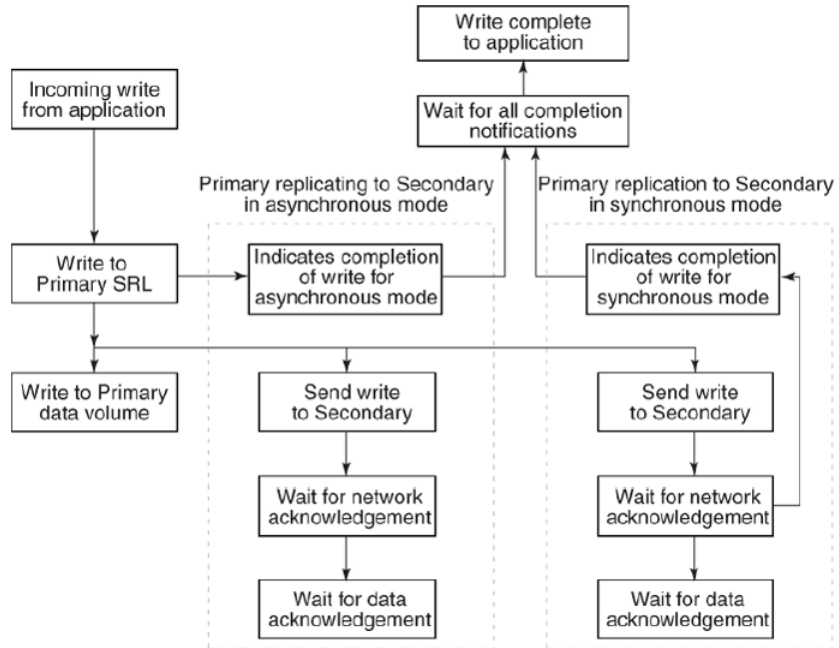 Write complete
to application
Incoming write
from application
Wait for all completion
notifications
Primary replicating to Secondary
in asynchronous mode
Primary replication to Secondary
in synchronous mode
Write to
Primary SRL
Indicates completion
of write for
asynchronous mode
Indicates completion
of write for
synchronous mode
Write to Primary
data volume
Send write
to Secondary
Send write
to Secondary
Wait for network
acknowledgement
Wait for network
acknowledgement
Wait for data
acknowledgement
Wait for data
acknowledgement